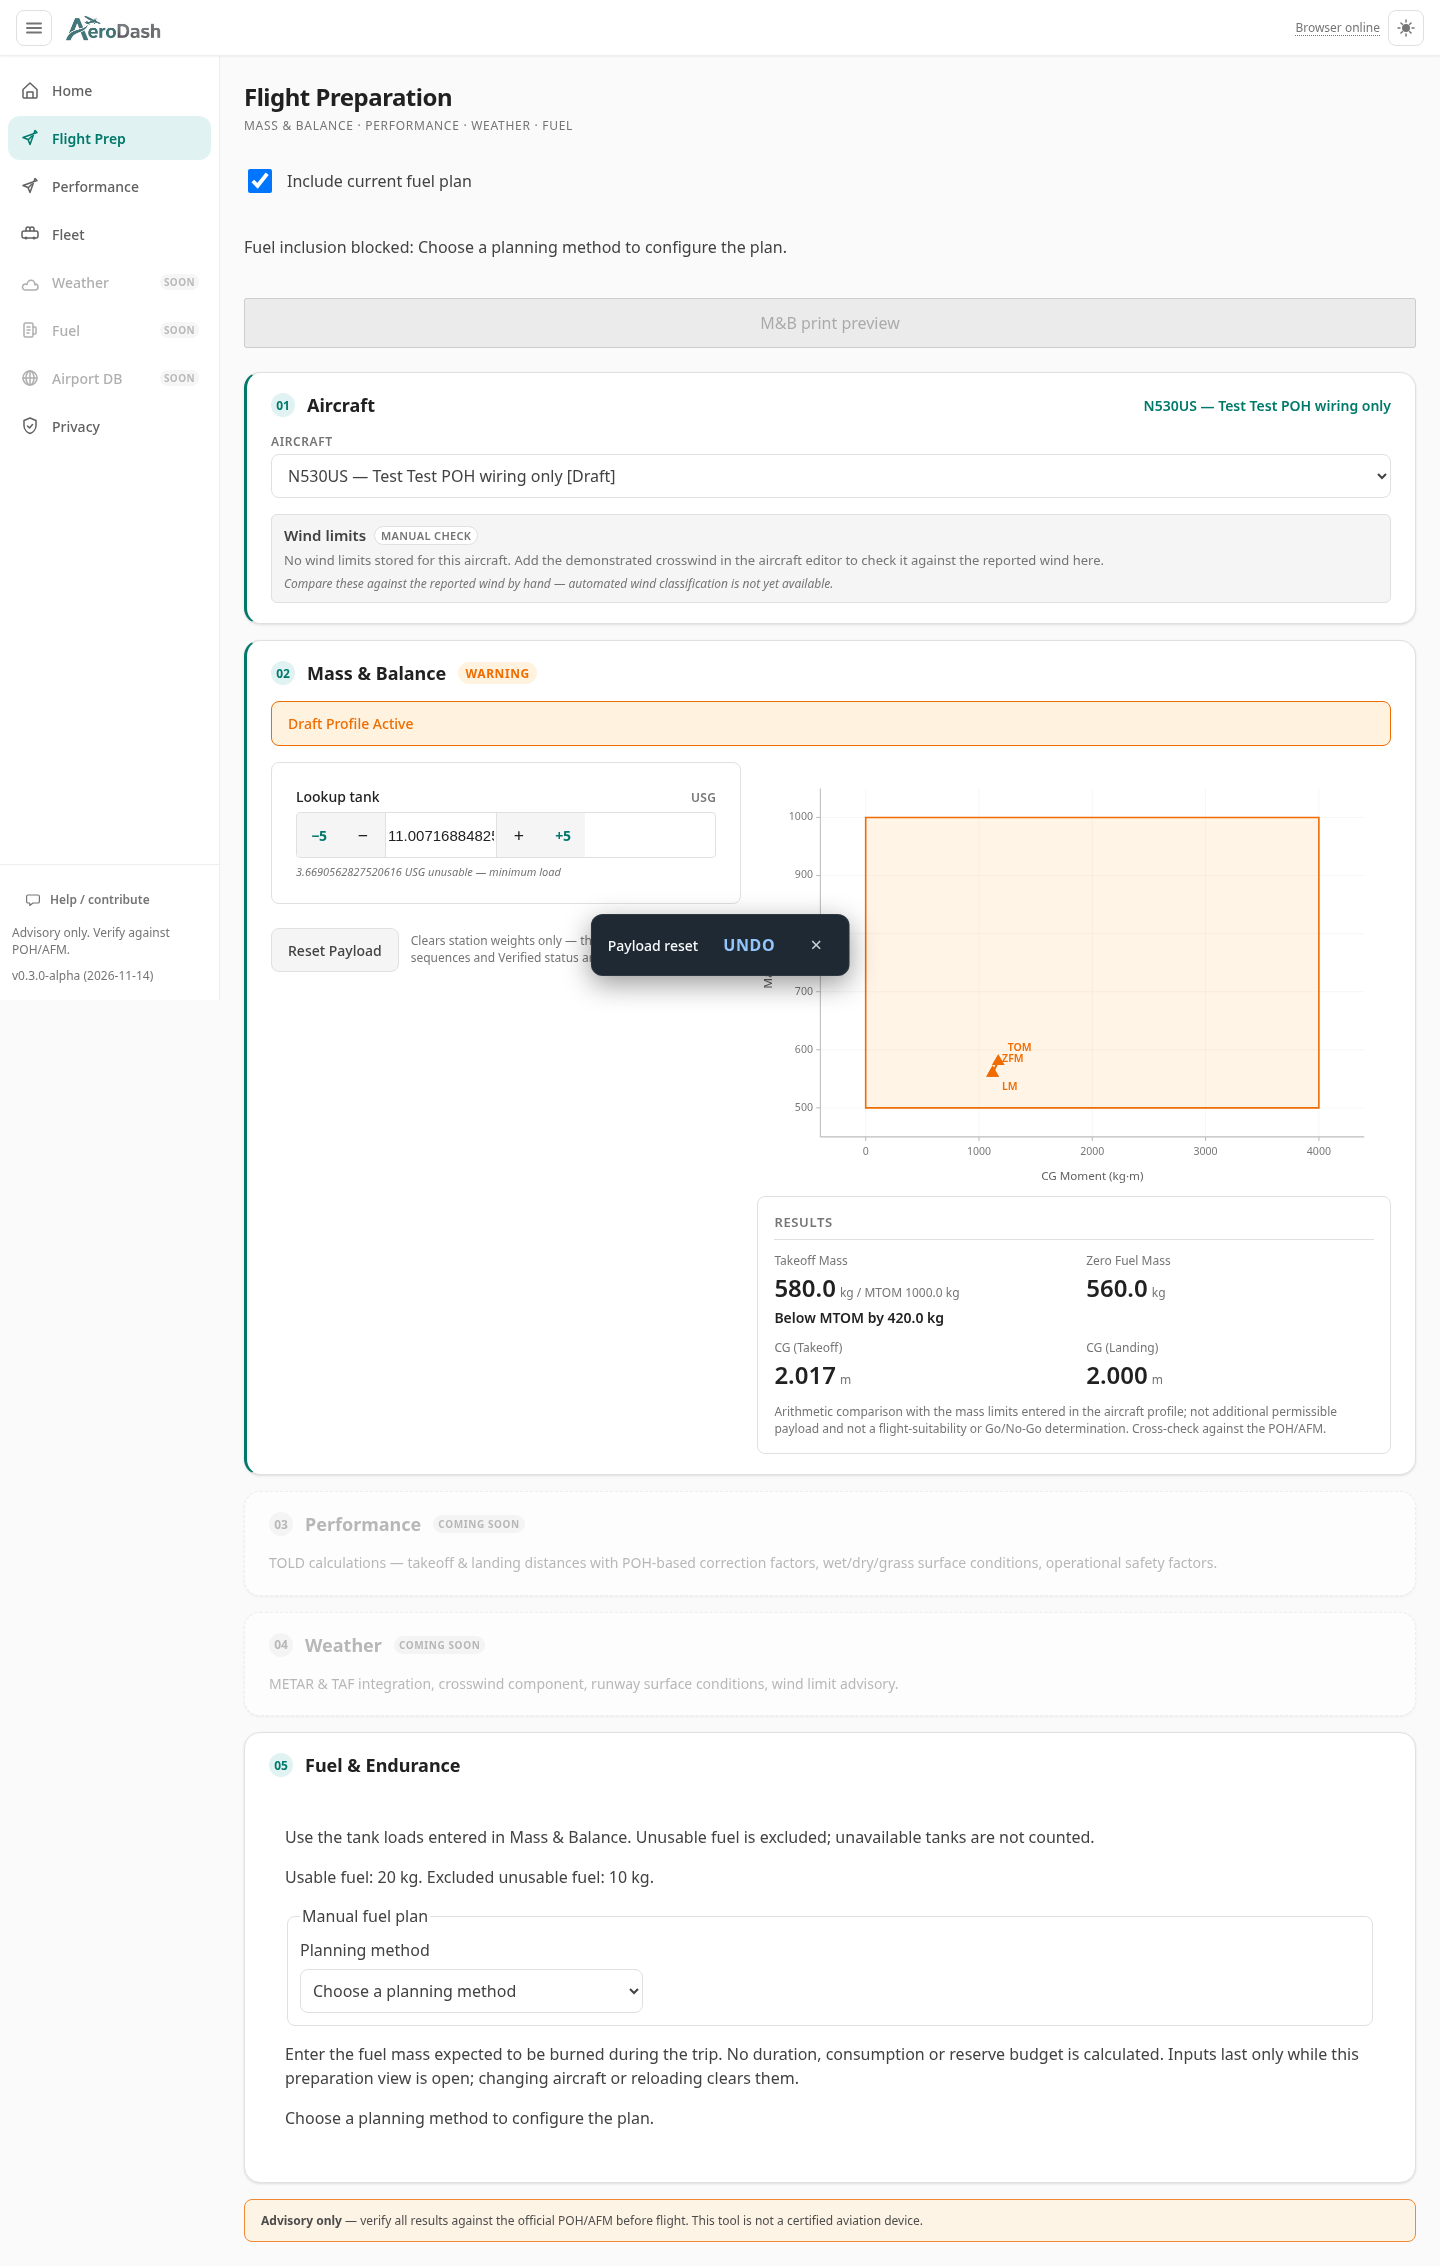 AeroDash
Browser online
Home
Flight Prep
Performance
Fleet
Weather SOON
Fuel SOON
Airport DB SOON
Privacy
Help / contribute
Advisory only. Verify against
POH/AFM.
v0.3.0-alpha (2026-11-14)
Flight Preparation
MASS & BALANCE · PERFORMANCE · WEATHER · FUEL
Include current fuel plan
Fuel inclusion blocked: Choose a planning method to configure the plan.
M&B print preview
01 Aircraft N530US — Test Test POH wiring only
AIRCRAFT
N530US — Test Test POH wiring only [Draft]
Wind limits MANUAL CHECK
No wind limits stored for this aircraft. Add the demonstrated crosswind in the aircraft editor to check it against the reported wind here.
Compare these against the reported wind by hand — automated wind classification is not yet available.
02 Mass & Balance WARNING
Draft Profile Active
Lookup tank USG
−5 − 11.00716884825 + +5
3.6690562827520616 USG unusable — minimum load
Reset Payload
Clears station weights only —
sequences and Verified status
Payload reset UNDO ×
1000
900
700
600
500
TOM
ZFM
LM
0 1000 2000 3000 4000
CG Moment (kg·m)
RESULTS
Takeoff Mass Zero Fuel Mass
580.0 kg / MTOM 1000.0 kg 560.0 kg
Below MTOM by 420.0 kg
CG (Takeoff) CG (Landing)
2.017 m 2.000 m
Arithmetic comparison with the mass limits entered in the aircraft profile; not additional permissible
payload and not a flight-suitability or Go/No-Go determination. Cross-check against the POH/AFM.
03 Performance COMING SOON
TOLD calculations — takeoff & landing distances with POH-based correction factors, wet/dry/grass surface conditions, operational safety factors.
04 Weather COMING SOON
METAR & TAF integration, crosswind component, runway surface conditions, wind limit advisory.
05 Fuel & Endurance
Use the tank loads entered in Mass & Balance. Unusable fuel is excluded; unavailable tanks are not counted.
Usable fuel: 20 kg. Excluded unusable fuel: 10 kg.
Manual fuel plan
Planning method
Choose a planning method
Enter the fuel mass expected to be burned during the trip. No duration, consumption or reserve budget is calculated. Inputs last only while this
preparation view is open; changing aircraft or reloading clears them.
Choose a planning method to configure the plan.
Advisory only — verify all results against the official POH/AFM before flight. This tool is not a certified aviation device.